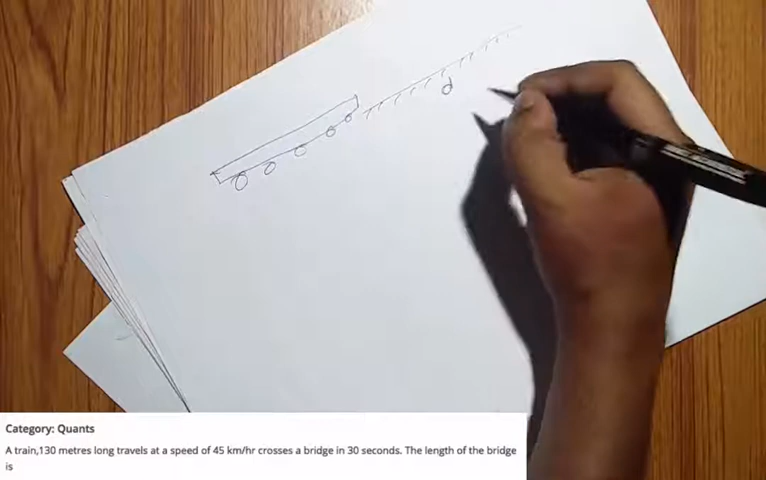 d
Category: Quants
A train,130 metres long travels at a speed of 45 km/hr crosses a bridge in 30 seconds. The length of the bridge
is